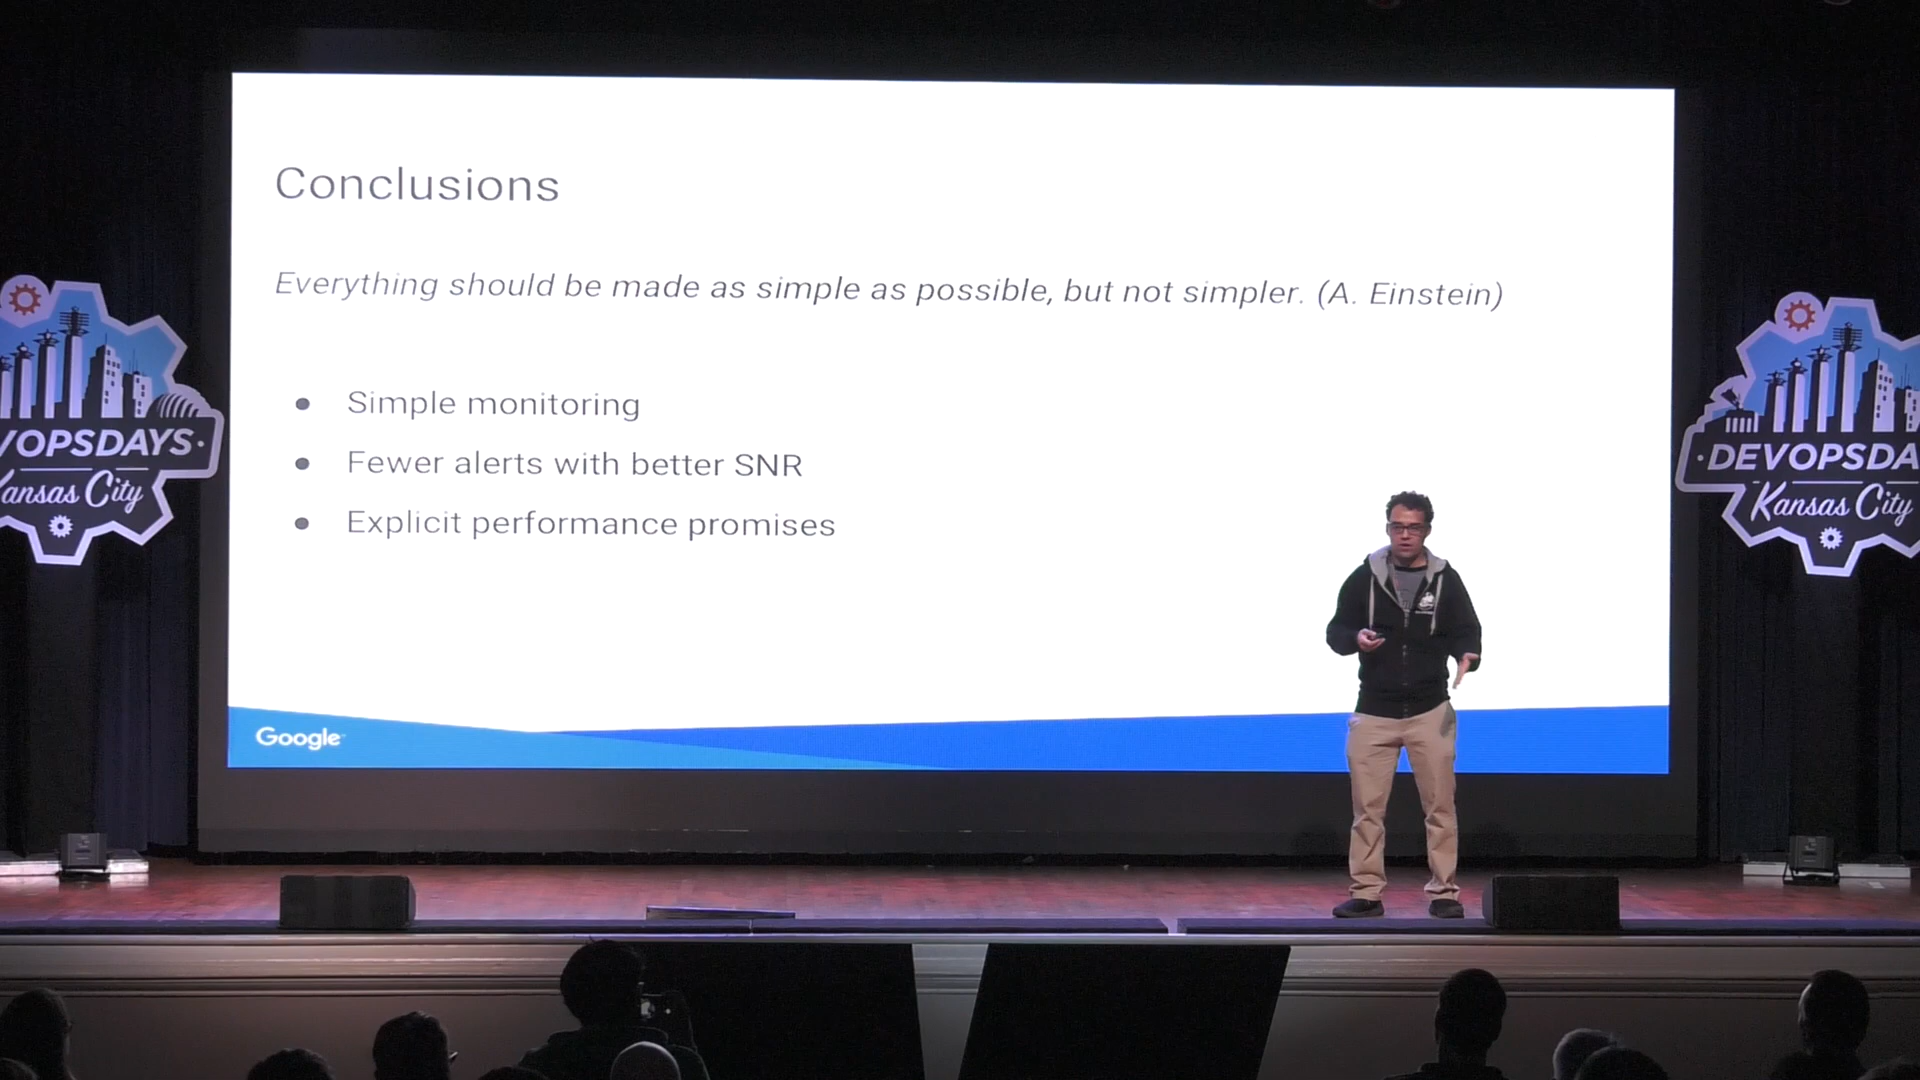 Conclusions
Everything should be made as simple as possible, but not simpler. (A. Einstein)
● Simple monitoring
● Fewer alerts with better SNR
● Explicit performance promises
Google
VOPSDAYS·
ansas City
·DEVOPSDA
Kansas City